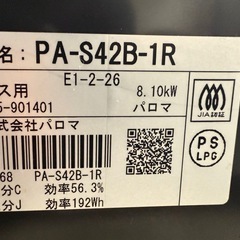 名：PA-S42B-1R
E1-2-26
ス用 8.10kW
5-901401 パロマ
式会社パロマ
JIA認証
PS
LPG
68 PA-S42B-1R
分C 効率56.3%
分J 効率192Wh